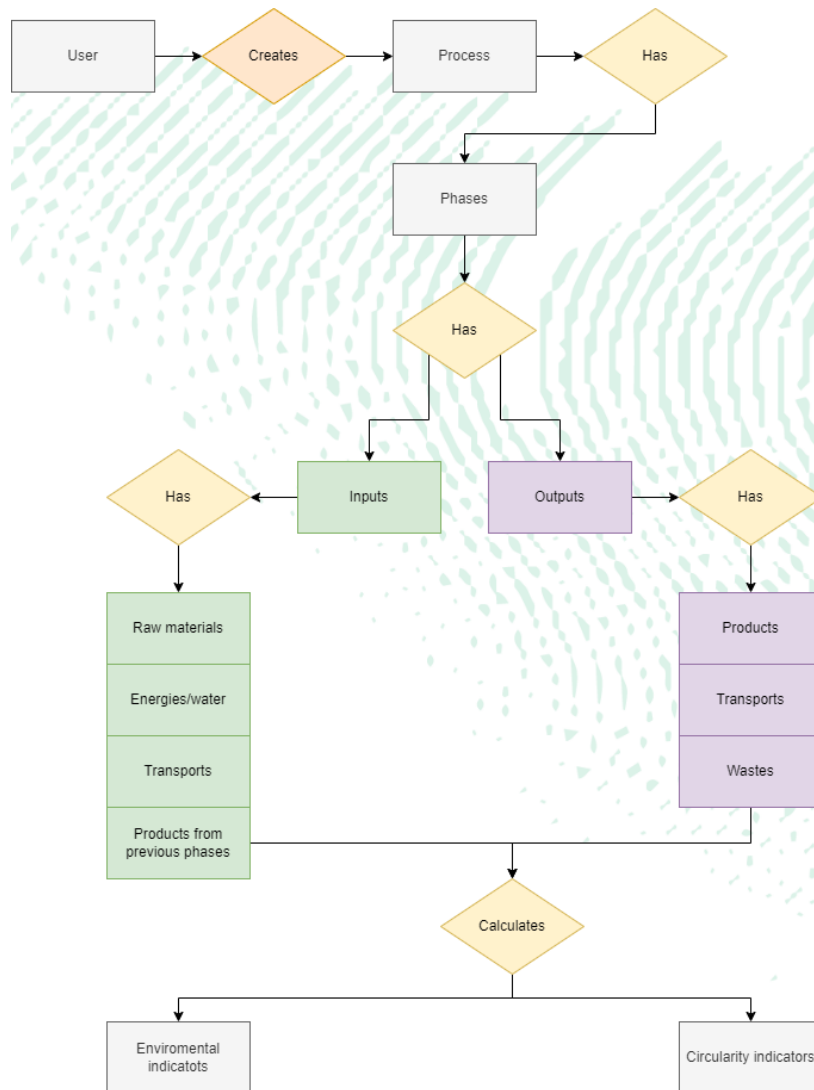 User
Creates
Process
Has
Phases
Has
Has
Inputs
Outputs
Has
Raw materials
Products
Energies/water
Transports
Transports
Wastes
Products from
previous phases
Calculates
Enviromental
indicatots
Circularity indicators